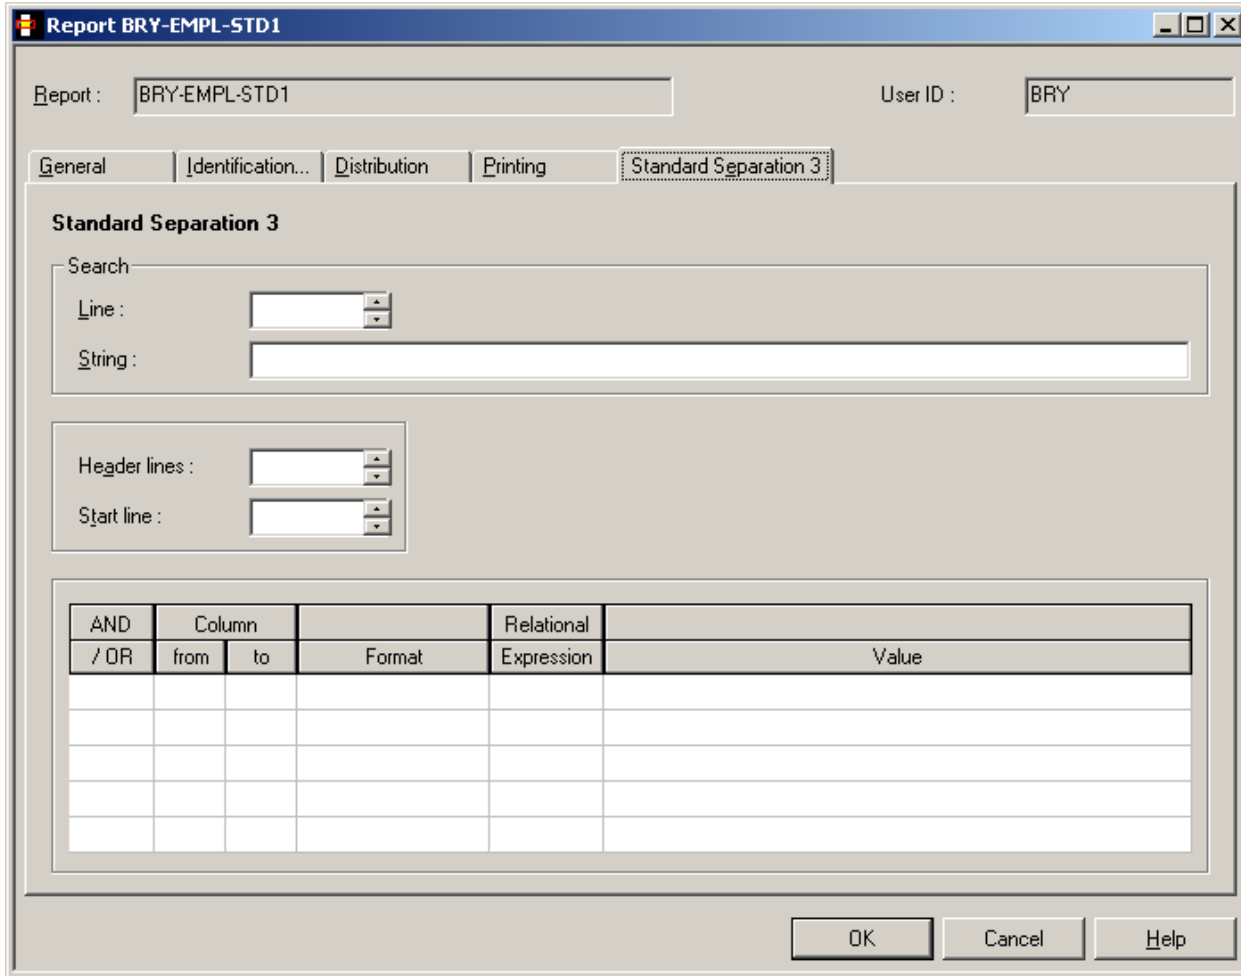 Report BRY-EMPL-STD1
Report : BRY-EMPL-STD1 User ID : BRY
General Identification... Distribution Printing Standard Separation 3
Standard Separation 3
Search
Line :
String :
Header lines :
Start line :
AND Column Relational
/ OR from to Format Expression Value
OK Cancel Help